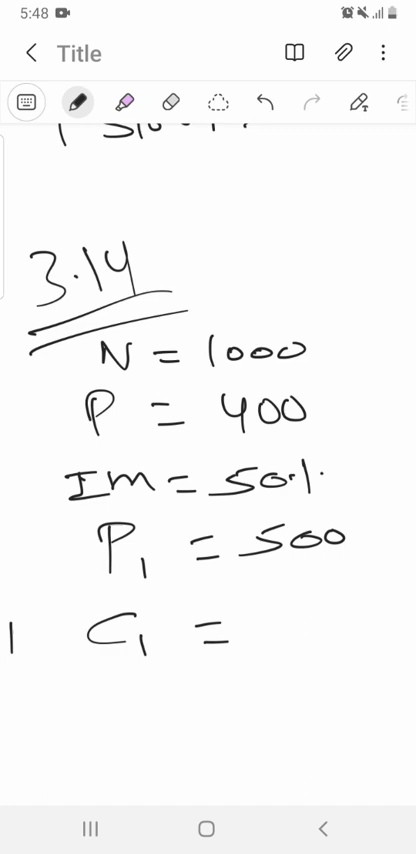 5:48
Title
3.14
N = 1000
P = 400
IM = 50%
P₁ = 500
| C₁ =